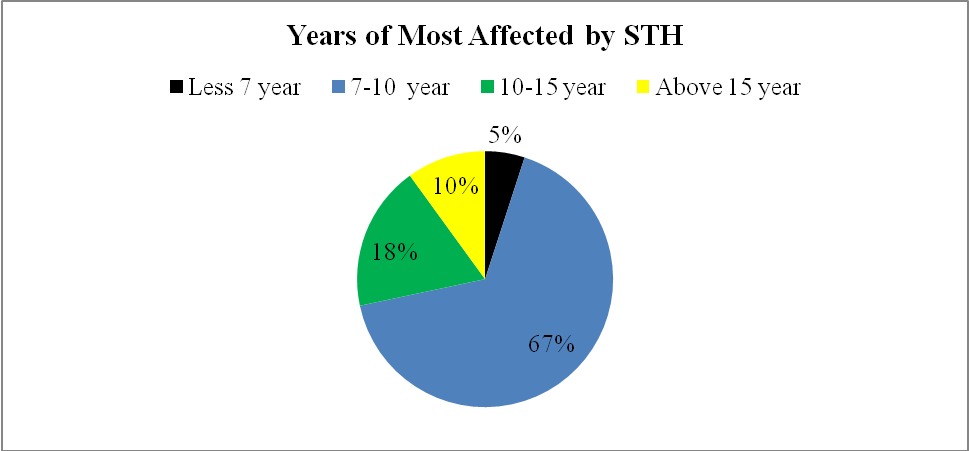 Years of Most Affected by STH
Less 7 year 7-10 year 10-15 year Above 15 year
5%
10%
18%
67%